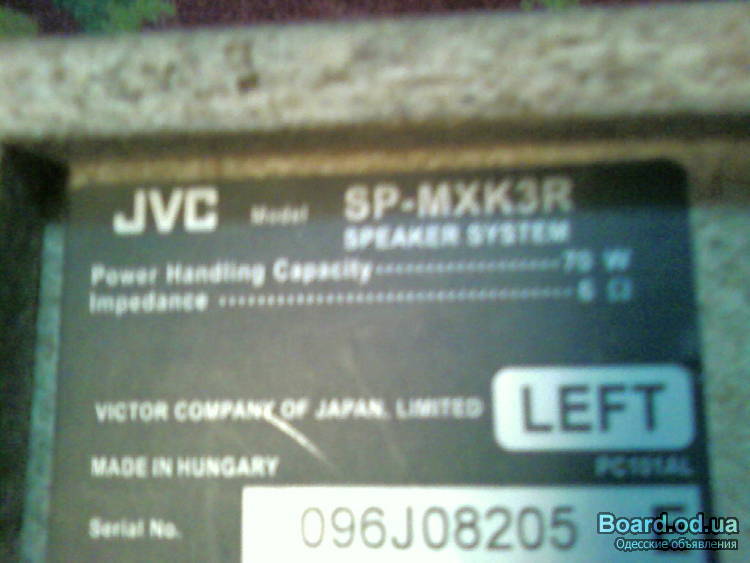 JVC Model SP-MXK3R
SPEAKER SYSTEM
Power Handling Capacity 70 W
Impedance 6 Ω
VICTOR COMPANY OF JAPAN, LIMITED LEFT
MADE IN HUNGARY PC101AL
Serial No. 096J08205 E
Board.od.ua
Одесские объявления